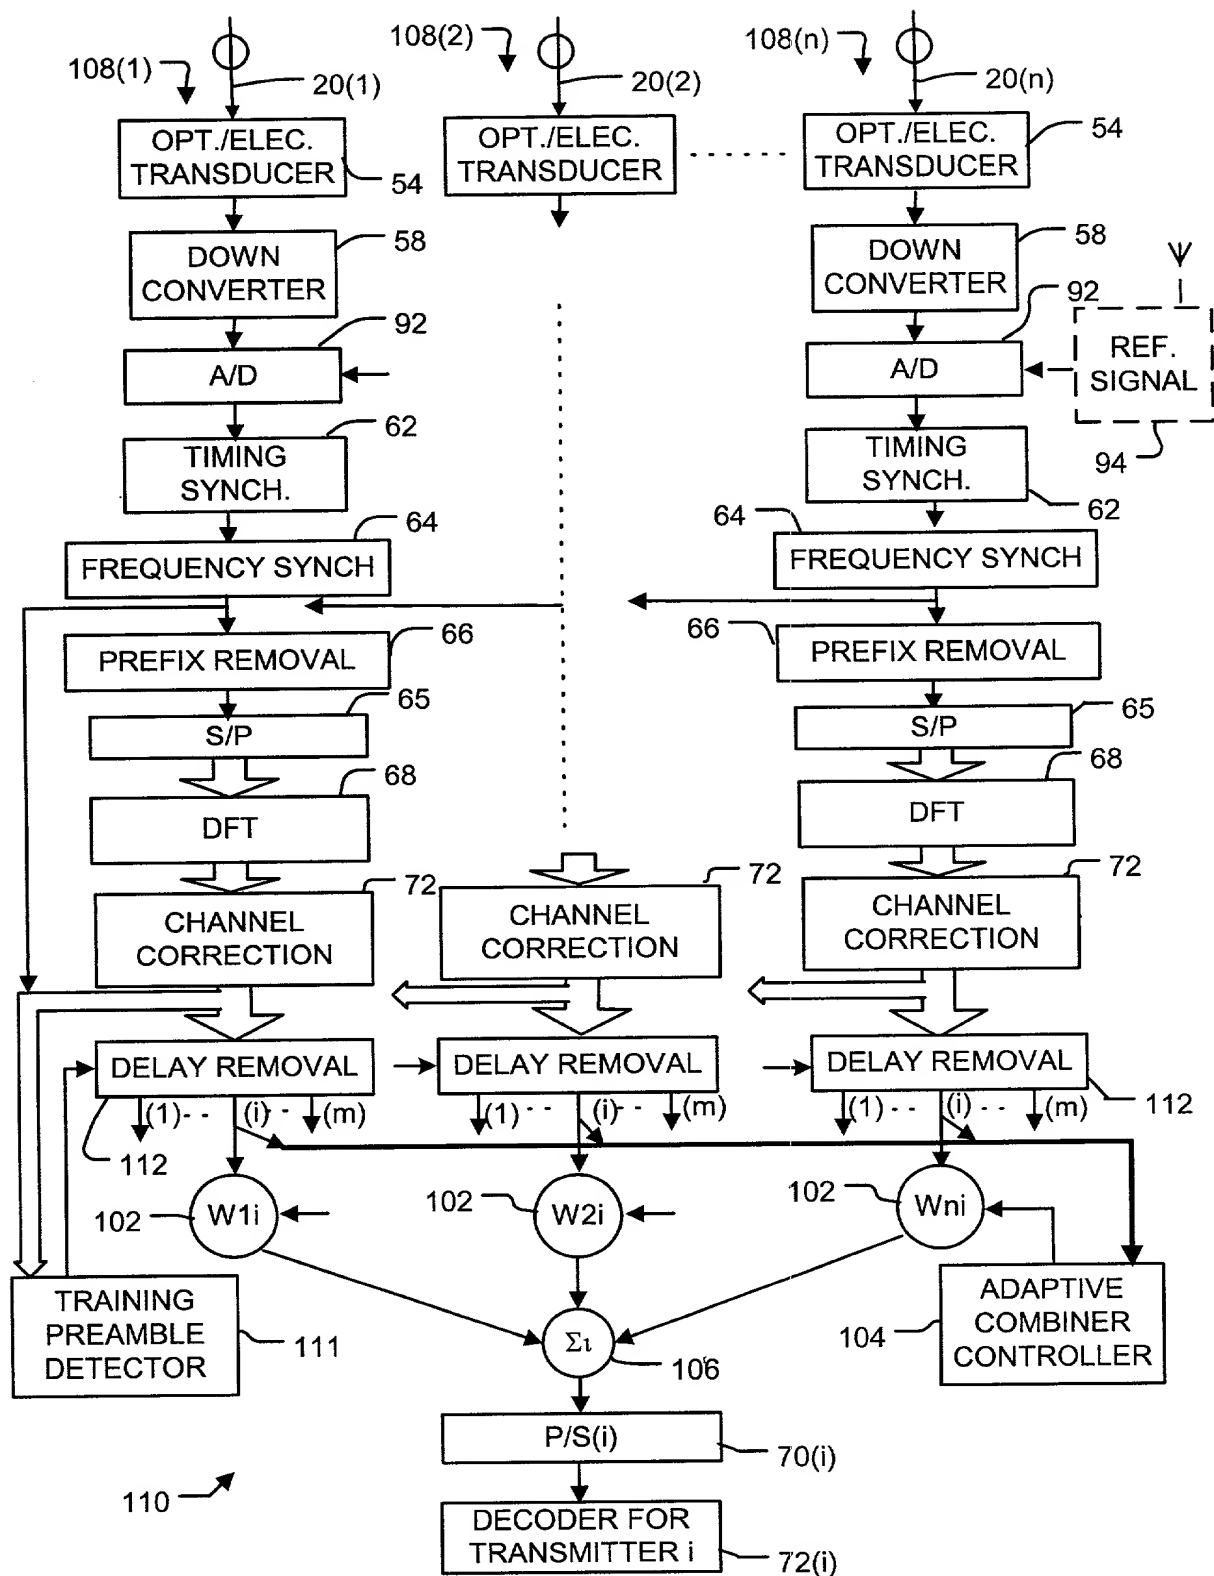 108(1)
20(1)
108(2)
20(2)
108(n)
20(n)
OPT./ELEC.
TRANSDUCER
54
OPT./ELEC.
TRANSDUCER
OPT./ELEC.
TRANSDUCER
54
DOWN
CONVERTER
58
DOWN
CONVERTER
58
A/D
92
A/D
92
REF.
SIGNAL
94
TIMING
SYNCH.
62
TIMING
SYNCH.
62
FREQUENCY SYNCH
64
FREQUENCY SYNCH
64
PREFIX REMOVAL
66
PREFIX REMOVAL
66
S/P
65
S/P
65
DFT
68
DFT
68
CHANNEL
CORRECTION
72
CHANNEL
CORRECTION
72
CHANNEL
CORRECTION
72
DELAY REMOVAL
DELAY REMOVAL
DELAY REMOVAL
(1) (i) (m)
(1) (i) (m)
(1) (i) (m)
112
112
102
W1i
102
W2i
102
Wni
TRAINING
PREAMBLE
DETECTOR
111
Σι
106
104
ADAPTIVE
COMBINER
CONTROLLER
P/S(i)
70(i)
110
DECODER FOR
TRANSMITTER i
72(i)